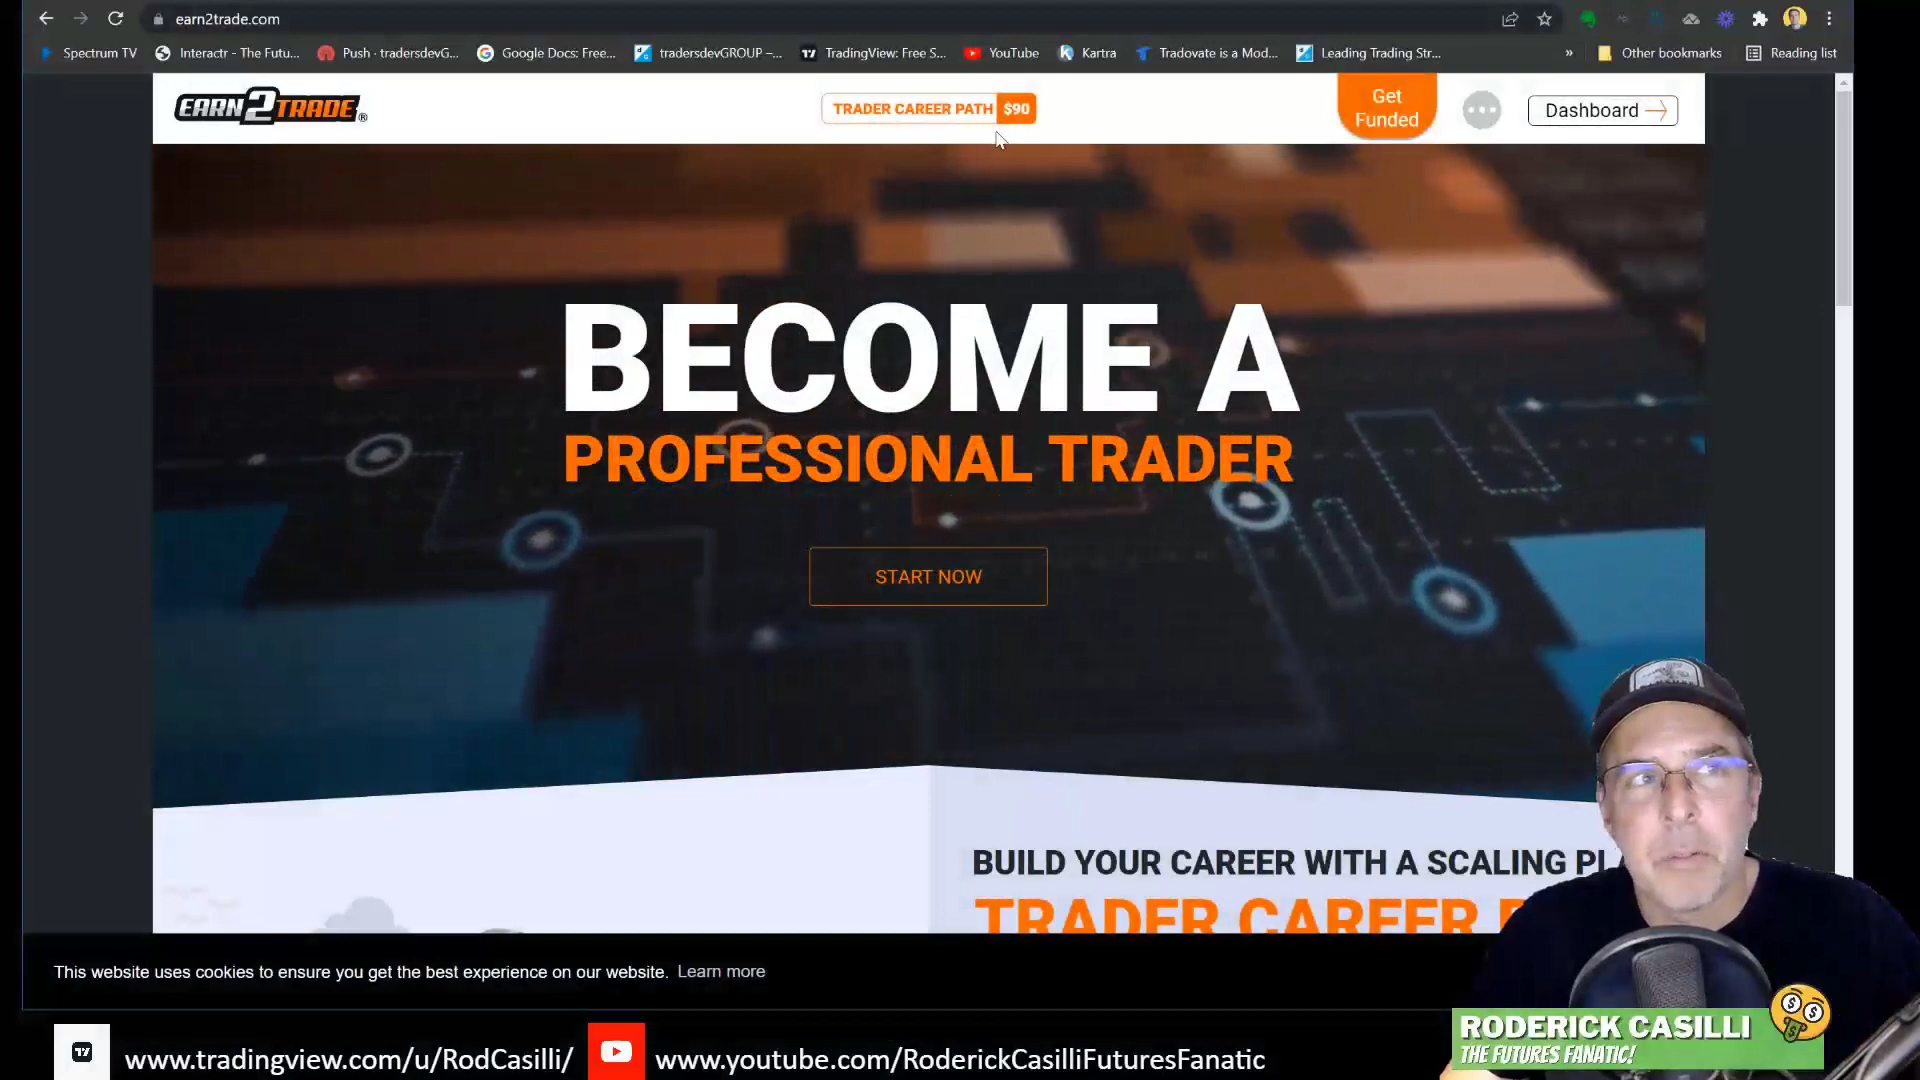 earn2trade.com
Spectrum TV
Interactr - The Futu...
Push · tradersdevG...
Google Docs: Free...
tradersdevGROUP –...
TradingView: Free S...
YouTube
Kartra
Tradovate is a Mod...
Leading Trading Str...
»
Other bookmarks
Reading list
EARN2TRADE®
TRADER CAREER PATH $90
Get
Funded
Dashboard
BECOME A
PROFESSIONAL TRADER
START NOW
BUILD YOUR CAREER WITH A SCALING
TRADER CAREER
This website uses cookies to ensure you get the best experience on our website. Learn more
RODERICK CASILLI
THE FUTURES FANATIC!
www.tradingview.com/u/RodCasilli/
www.youtube.com/RoderickCasilliFuturesFanatic